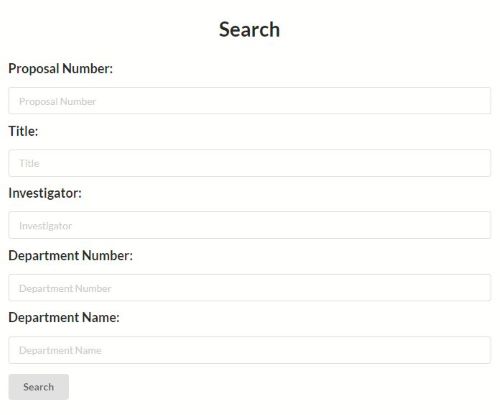 Search
Proposal Number:
Proposal Number
Title:
Title
Investigator:
Investigator
Department Number:
Department Number
Department Name:
Department Name
Search